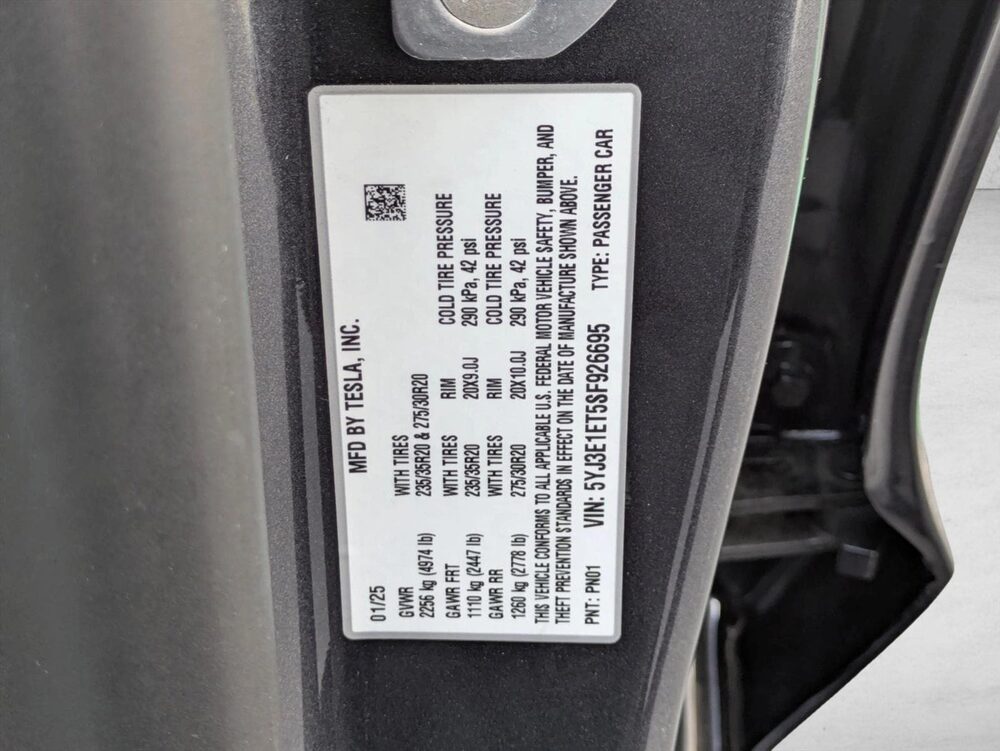 MFD BY TESLA, INC.
01/25
GVWR WITH TIRES
2256 kg (4974 lb) 235/35R20 & 275/30R20
GAWR FRT WITH TIRES RIM COLD TIRE PRESSURE
1110 kg (2447 lb) 235/35R20 20X9.0J 290 kPa, 42 psi
GAWR RR WITH TIRES RIM COLD TIRE PRESSURE
1260 kg (2778 lb) 275/30R20 20X10.0J 290 kPa, 42 psi
THIS VEHICLE CONFORMS TO ALL APPLICABLE U.S. FEDERAL MOTOR VEHICLE SAFETY, BUMPER, AND
THEFT PREVENTION STANDARDS IN EFFECT ON THE DATE OF MANUFACTURE SHOWN ABOVE.
PNT: PN01 VIN: 5YJ3E1ET5SF926695 TYPE: PASSENGER CAR